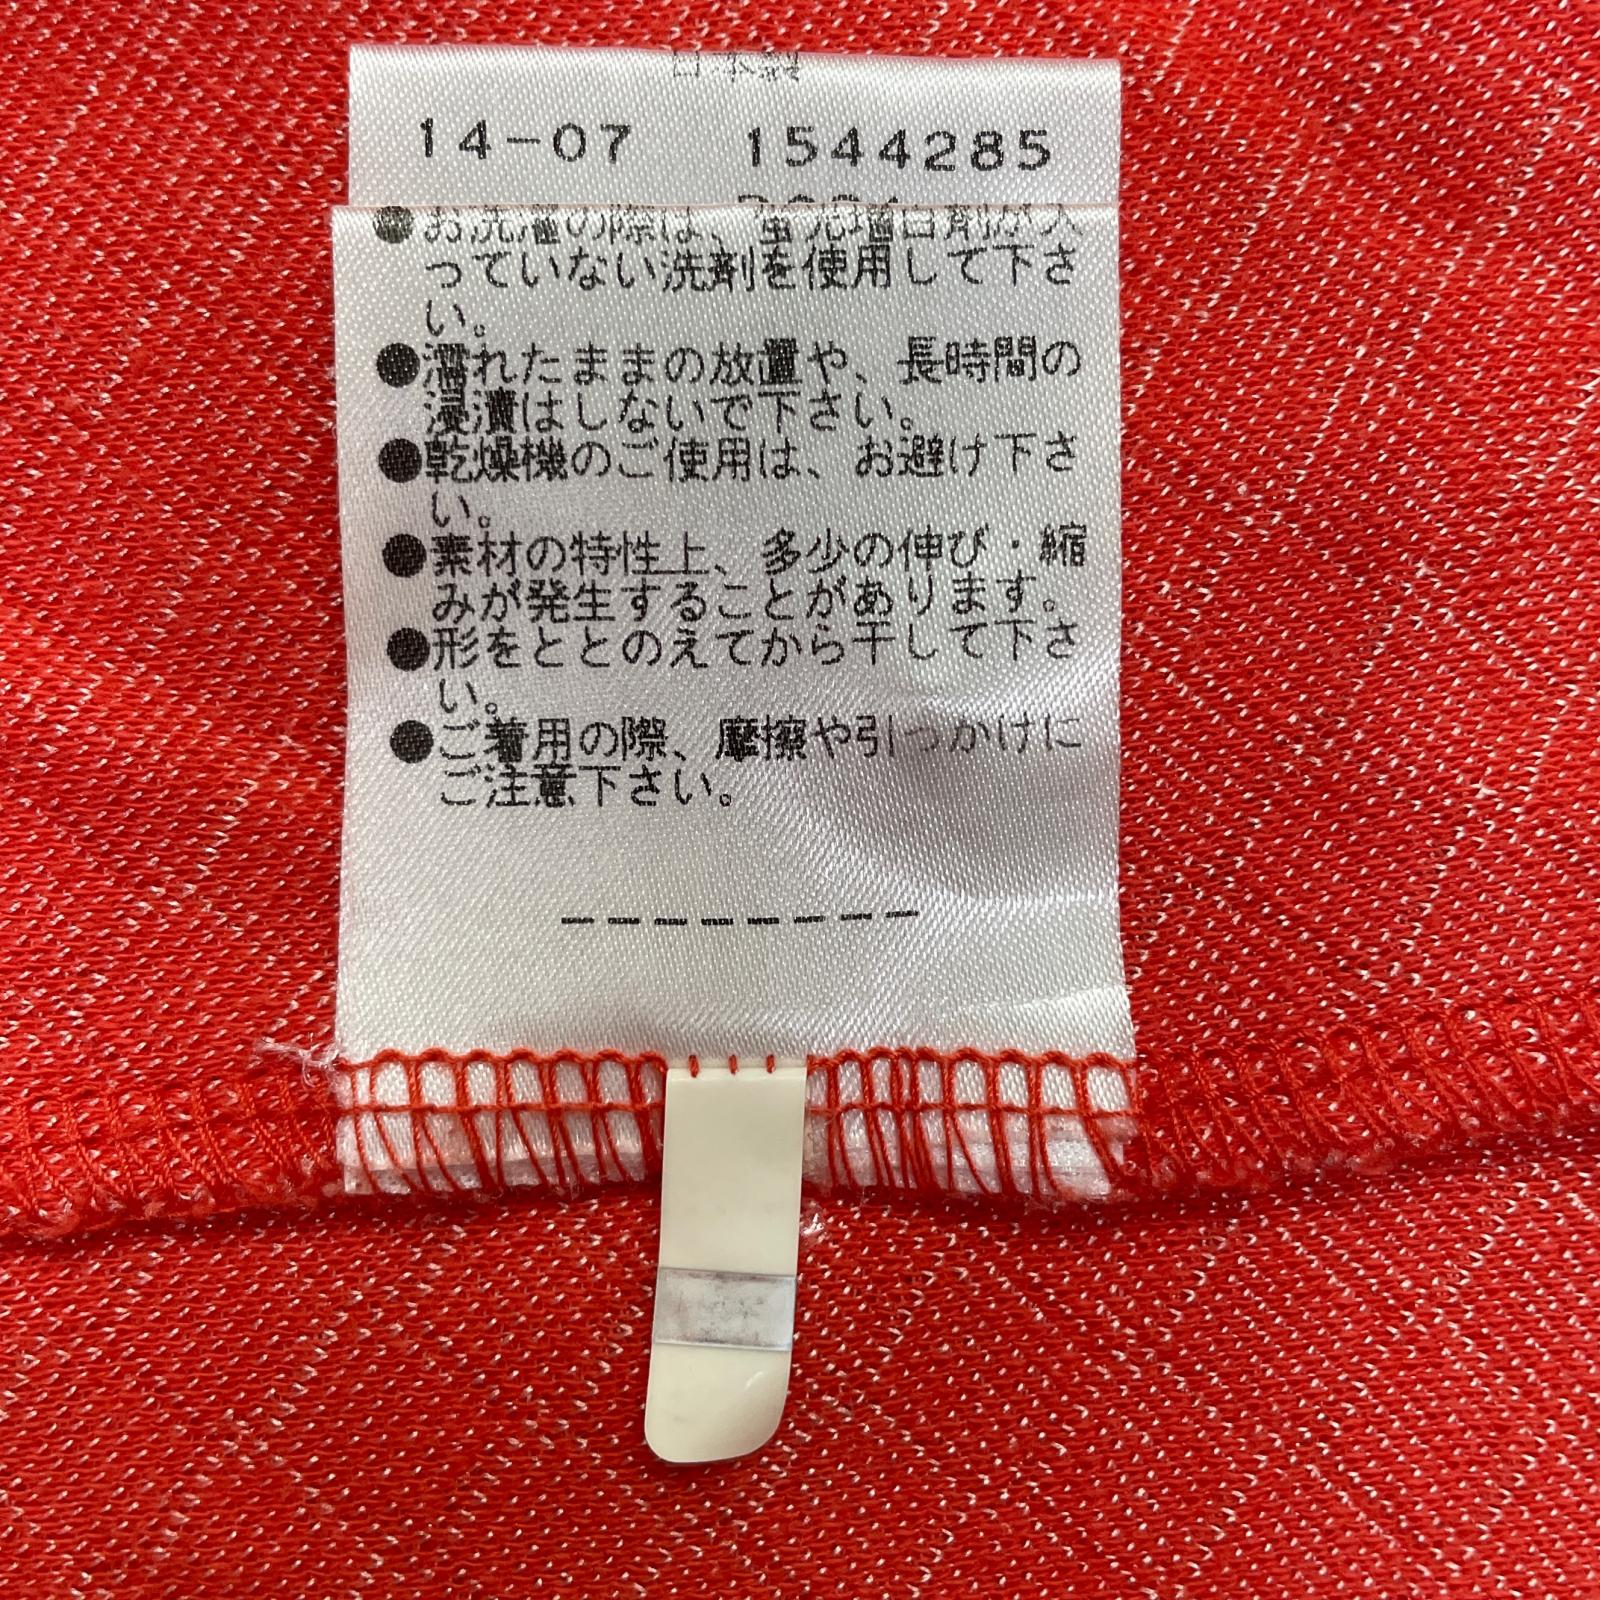 日本製
14-07 1544285
●お洗濯の際は、蛍光増白剤が入
っていない洗剤を使用して下さ
い。
●濡れたままの放置や、長時間の
浸漬はしないで下さい。
●乾燥機のご使用は、お避け下さ
い。
●素材の特性上、多少の伸び・縮
みが発生することがあります。
●形をととのえてから干して下さ
い。
●ご着用の際、摩擦や引っかけに
ご注意下さい。
--------